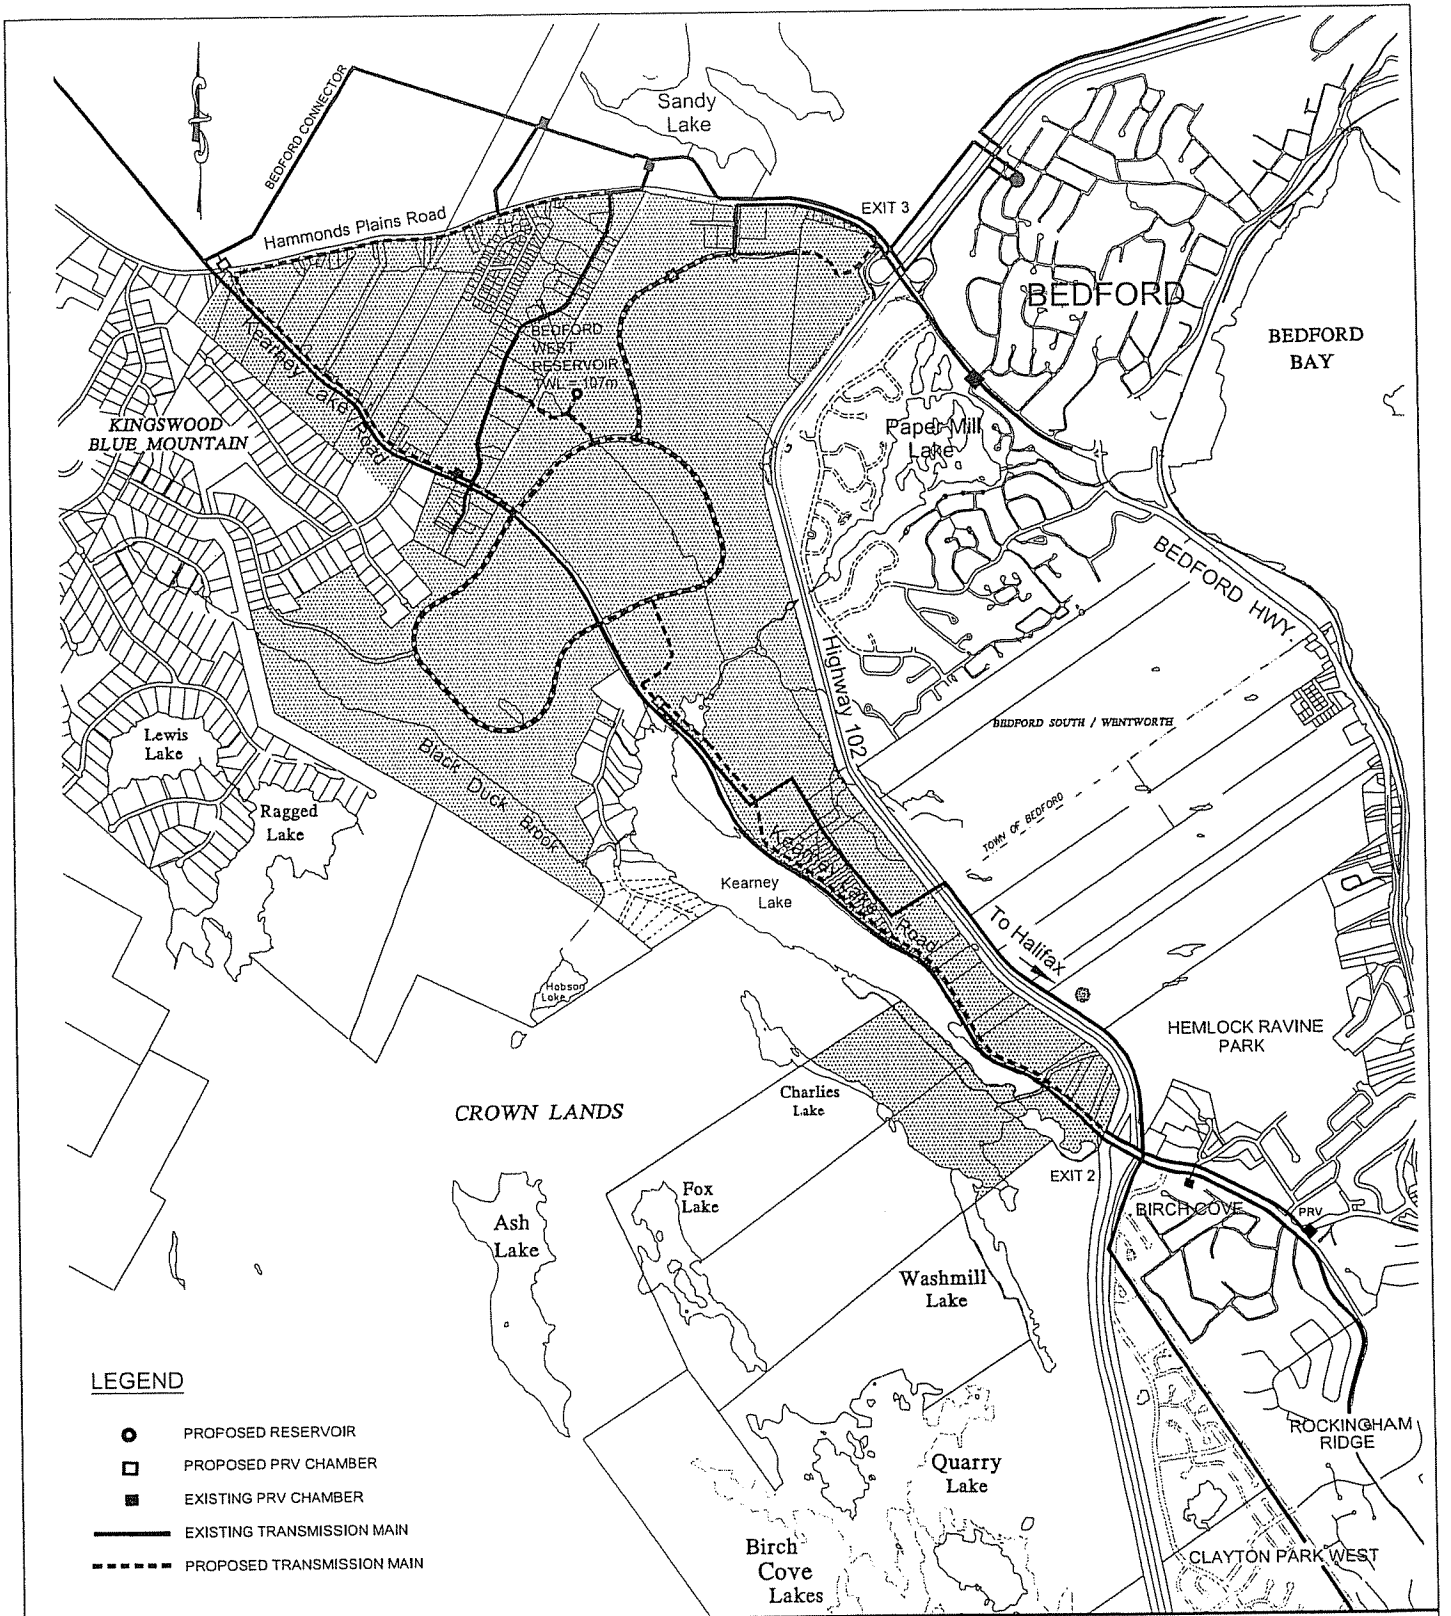 Sandy
Lake
BEDFORD CONNECTOR
Hammonds Plains Road
EXIT 3
BEDFORD
BEDFORD
BAY
BEDFORD
WEST
RESERVOIR
TWL = 107m
Kearney Lake Road
KINGSWOOD
BLUE MOUNTAIN
Paper Mill
Lake
BEDFORD HWY.
Highway 102
BEDFORD SOUTH / WENTWORTH
TOWN OF BEDFORD
Lewis
Lake
Black Duck Brook
Ragged
Lake
Kearney Lake Road
Kearney
Lake
To Halifax
Hobson
Lake
HEMLOCK RAVINE
PARK
CROWN LANDS
Charlies
Lake
EXIT 2
Fox
Lake
Ash
Lake
BIRCH COVE
PRV
Washmill
Lake
LEGEND
PROPOSED RESERVOIR
PROPOSED PRV CHAMBER
EXISTING PRV CHAMBER
EXISTING TRANSMISSION MAIN
PROPOSED TRANSMISSION MAIN
ROCKINGHAM
RIDGE
Quarry
Lake
Birch
Cove
Lakes
CLAYTON PARK WEST